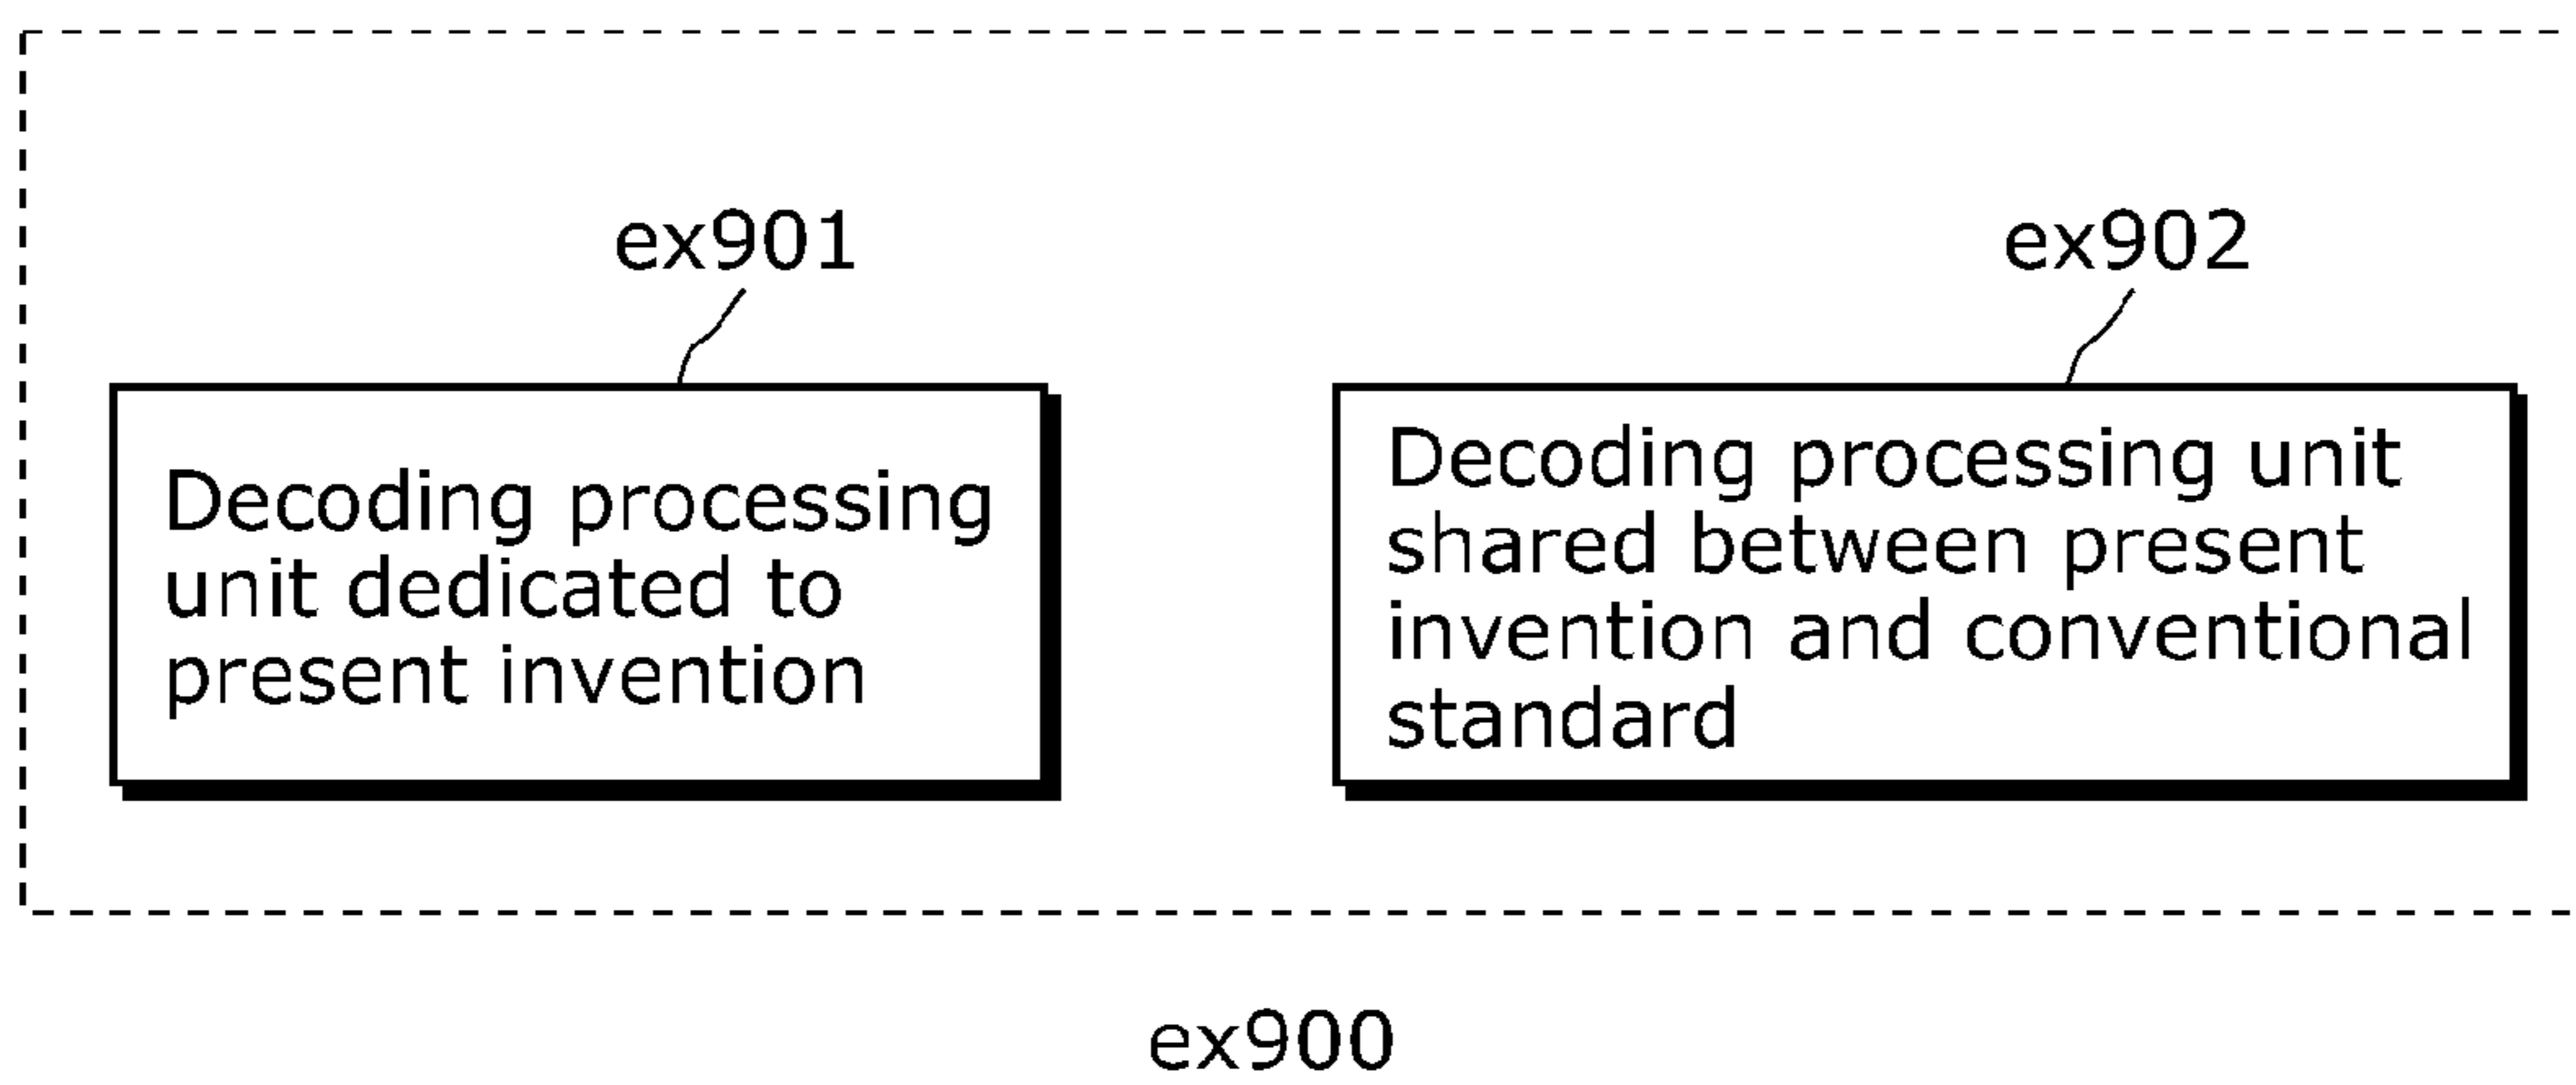 ex901
ex902
Decoding processing
unit dedicated to
present invention
Decoding processing unit
shared between present
invention and conventional
standard
ex900